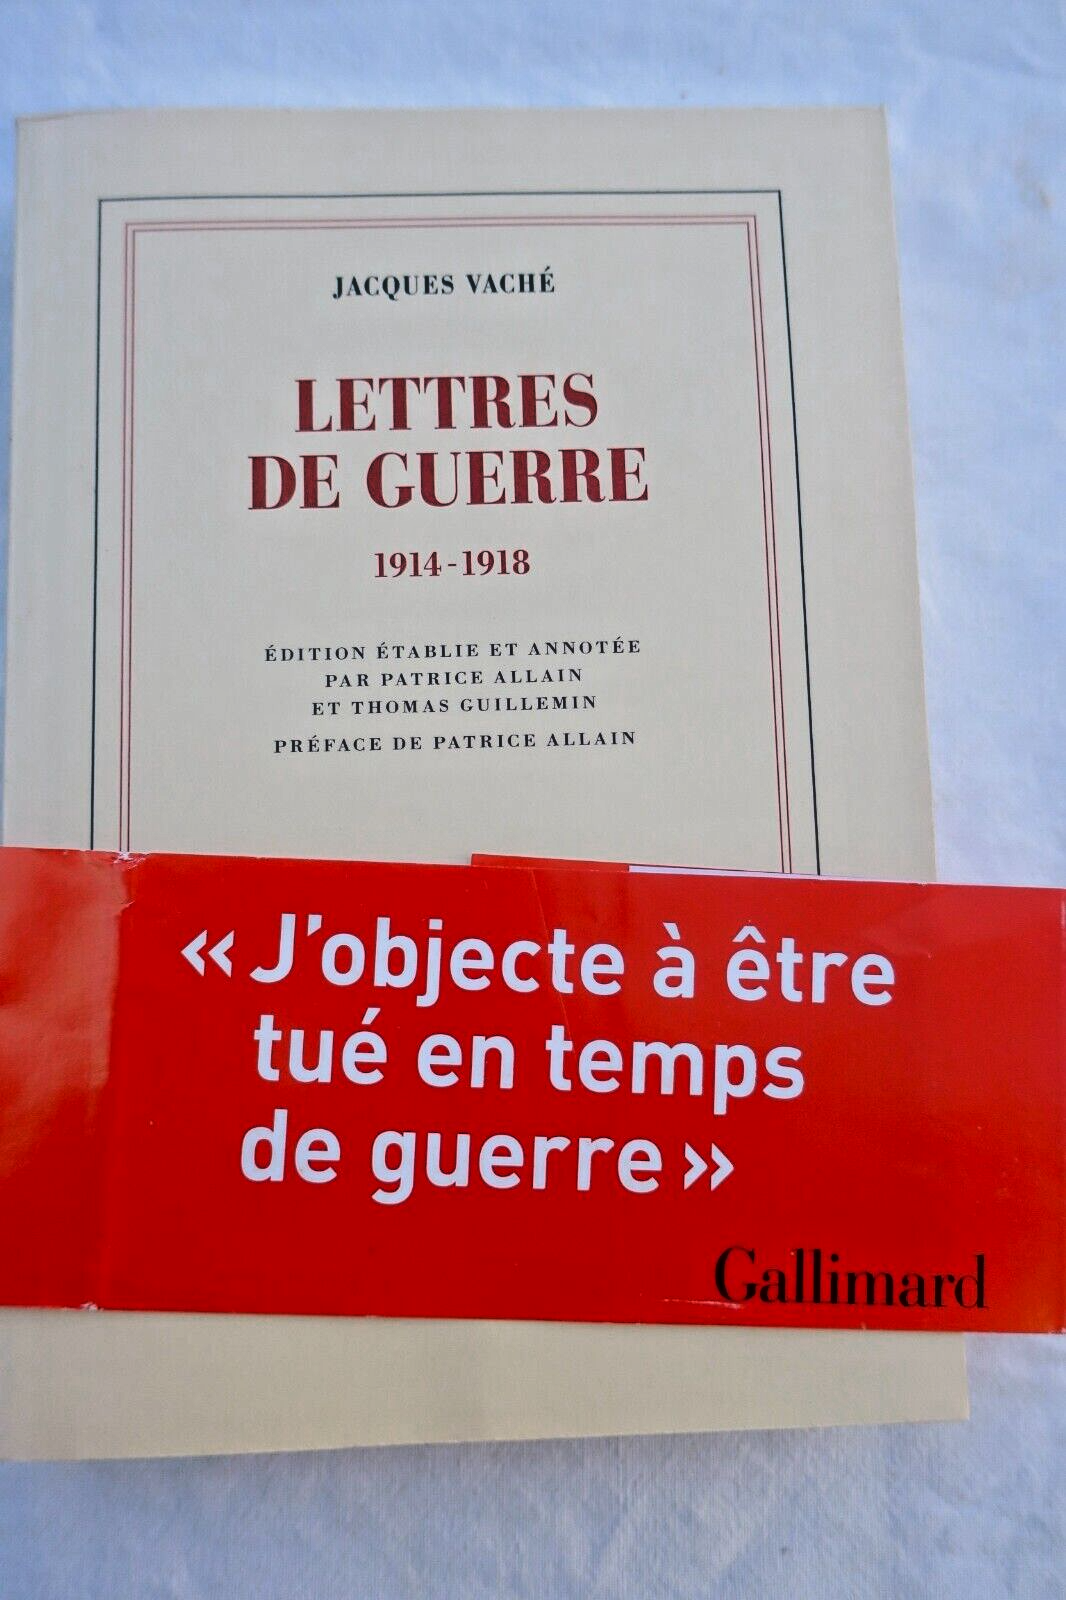 JACQUES VACHÉ
LETTRES
DE GUERRE
1914-1918
ÉDITION ÉTABLIE ET ANNOTÉE
PAR PATRICE ALLAIN
ET THOMAS GUILLEMIN
PRÉFACE DE PATRICE ALLAIN
« J'objecte à être
tué en temps
de guerre »
Gallimard